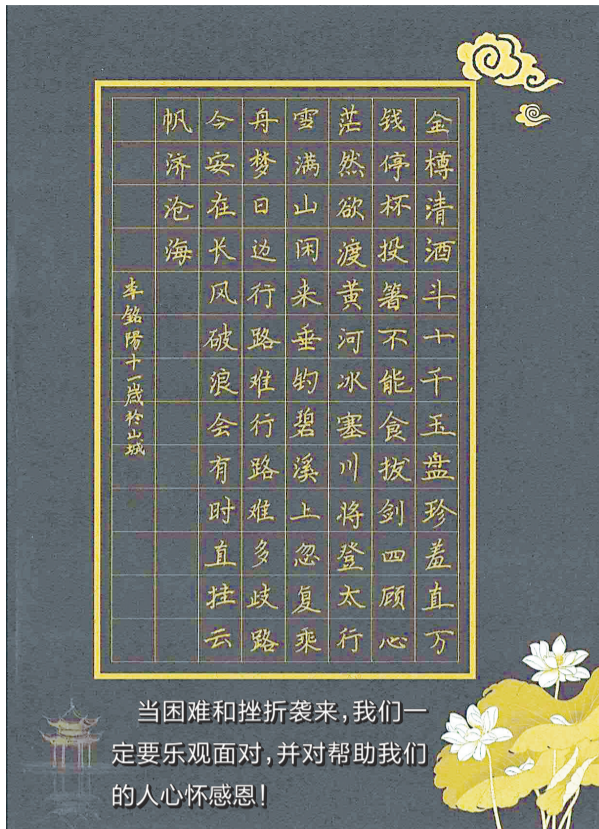 金樽清酒斗十千玉盘珍羞直万
钱停杯投箸不能食拔剑四顾心
茫然欲渡黄河冰塞川将登太行
雪满山闲来垂钓碧溪上忽复乘
舟梦日边行路难行路难多歧路
今安在长风破浪会有时直挂云
帆济沧海
李铭陽十一岁於山城
当困难和挫折袭来，我们一
定要乐观面对，并对帮助我们
的人心怀感恩！